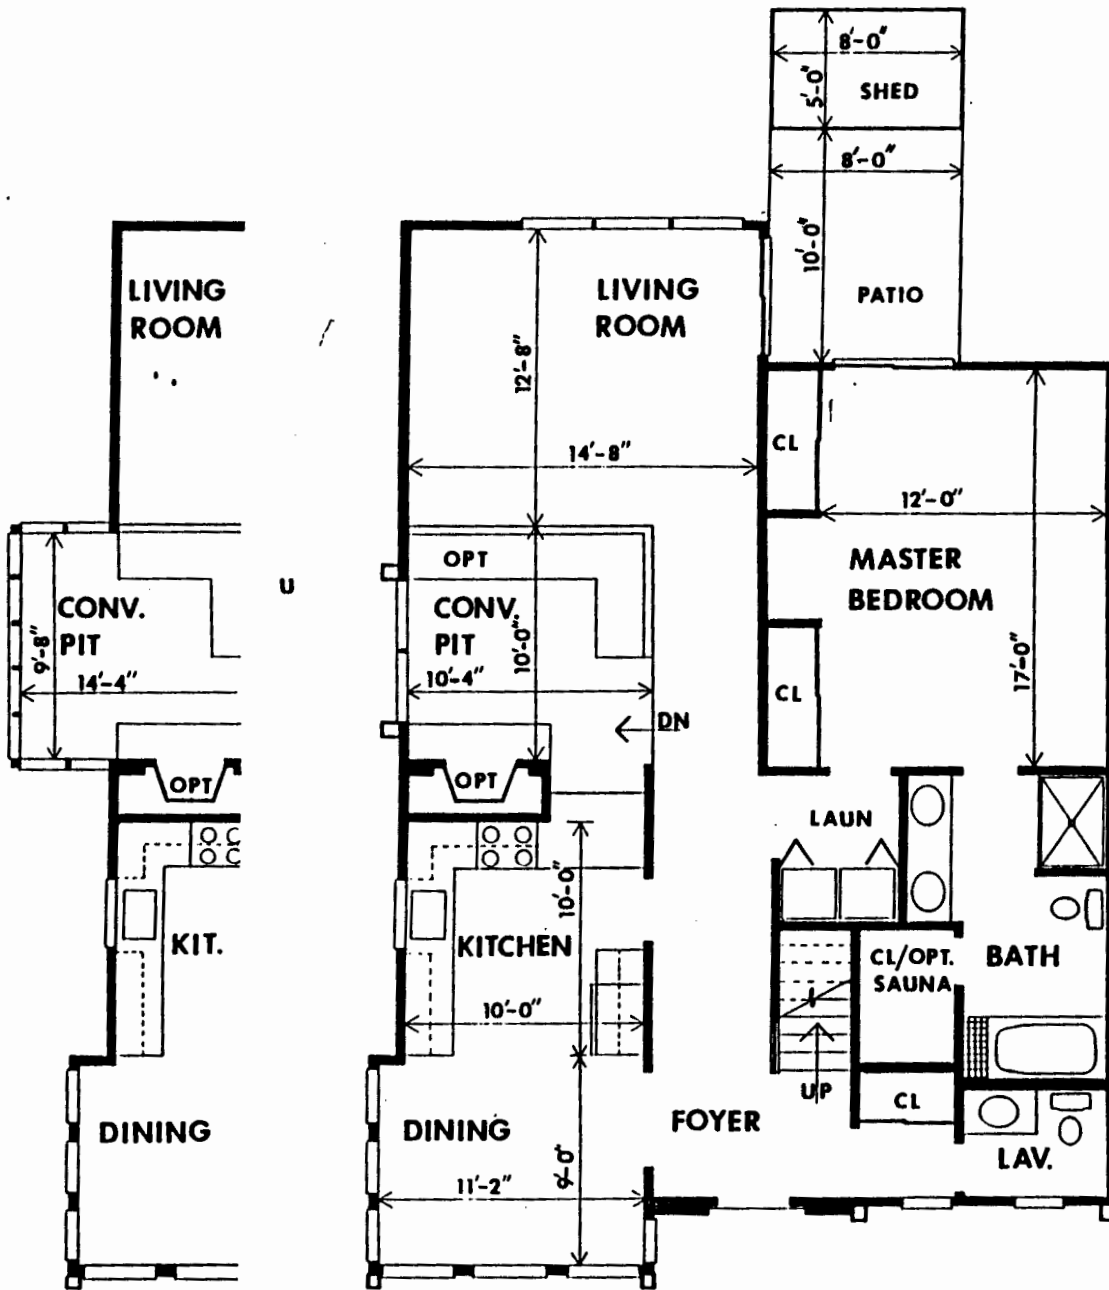 8'-0"
5'-0"
SHED
8'-0"
10'-0"
PATIO
LIVING
ROOM
LIVING
ROOM
12'-8"
14'-8"
CL
12'-0"
MASTER
BEDROOM
17'-0"
CL
OPT
CONV.
PIT
9'-8"
14'-4"
U
CONV.
PIT
10'-0"
10'-4"
DN
OPT
OPT
LAUN
KIT.
KITCHEN
10'-0"
10'-0"
CL/OPT.
SAUNA
BATH
UP
CL
DINING
DINING
11'-2"
9'-0"
FOYER
LAV.